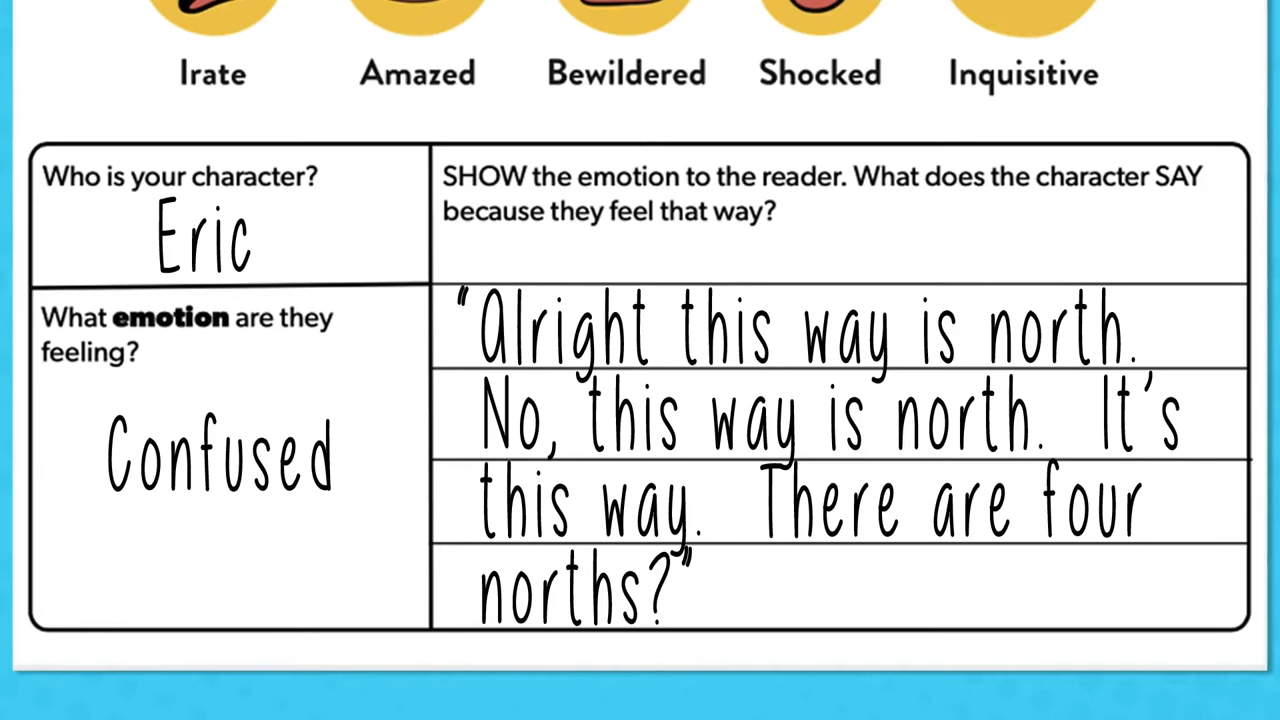 Irate Amazed Bewildered Shocked Inquisitive
Who is your character?
Eric
SHOW the emotion to the reader. What does the character SAY
because they feel that way?
What emotion are they
feeling?
Confused
"Alright this way is north.
No, this way is north. It's
this way. There are four
norths?"